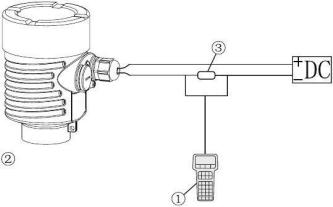 ③
+
− DC
②
①